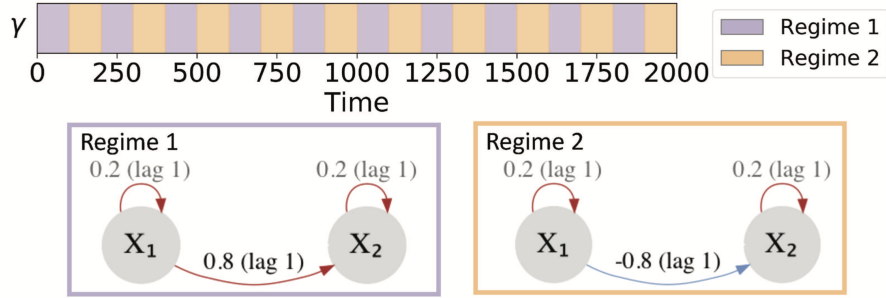 γ
0 250 500 750 1000 1250 1500 1750 2000
Time
Regime 1
Regime 2
Regime 1
0.2 (lag 1) 0.2 (lag 1)
X₁ X₂
0.8 (lag 1)
Regime 2
0.2 (lag 1) 0.2 (lag 1)
X₁ X₂
-0.8 (lag 1)